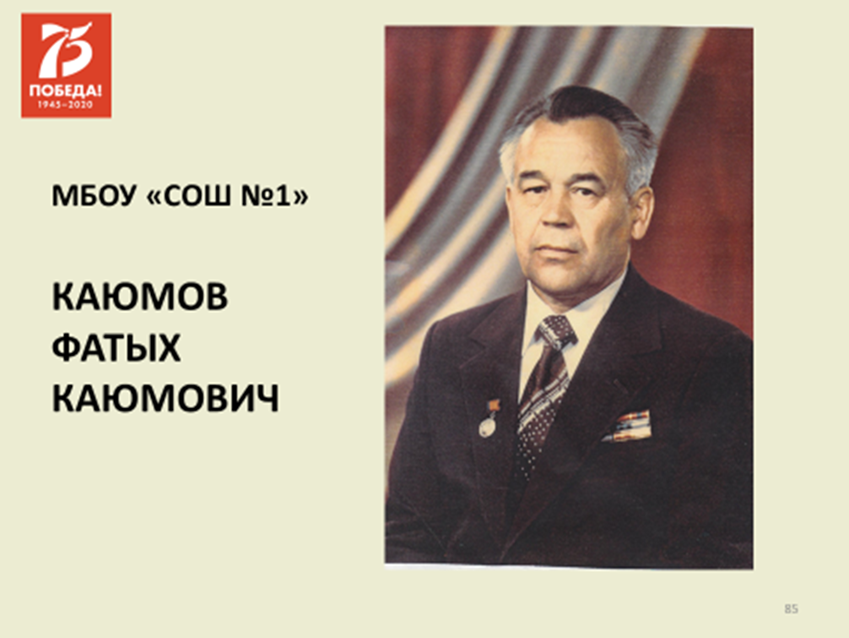 75
ПОБЕДА!
1945–2020
МБОУ «СОШ №1»
КАЮМОВ
ФАТЫХ
КАЮМОВИЧ
85